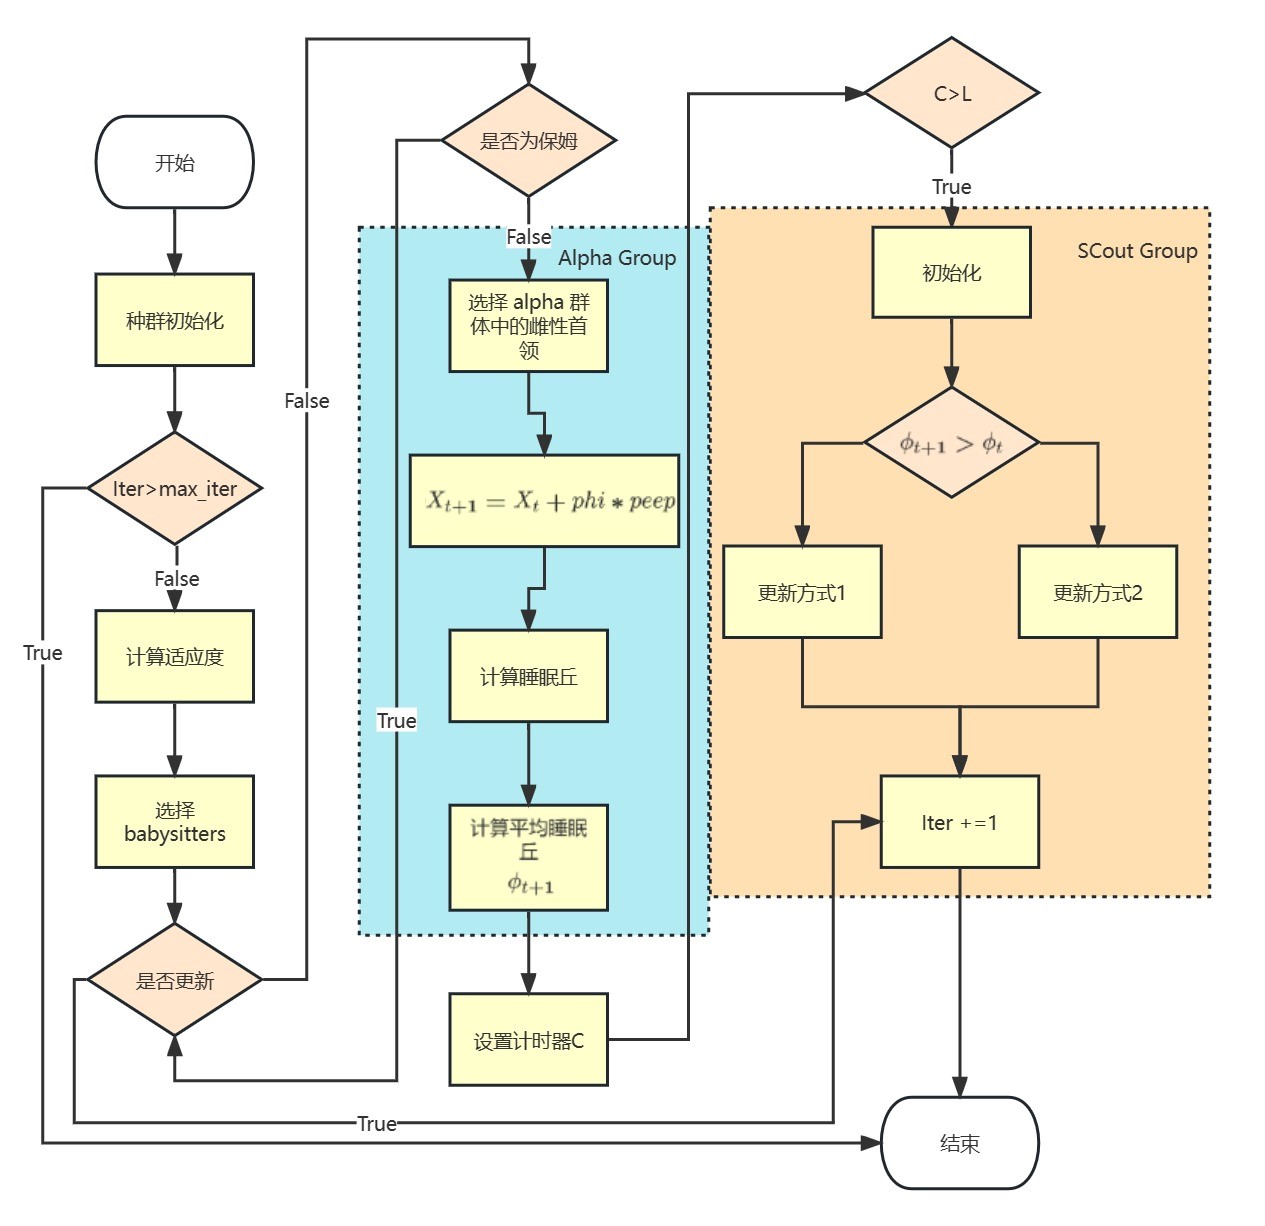 开始
种群初始化
Iter>max_iter
False
True
计算适应度
选择
babysitters
是否更新
False
True
是否为保姆
False
True
Alpha Group
选择 alpha 群
体中的雌性首
领
X_{t+1} = X_t + phi * peep
计算睡眠丘
计算平均睡眠
丘
ϕ_{t+1}
设置计时器C
C>L
True
SCout Group
初始化
ϕ_{t+1} > ϕ_t
更新方式1
更新方式2
Iter +=1
结束